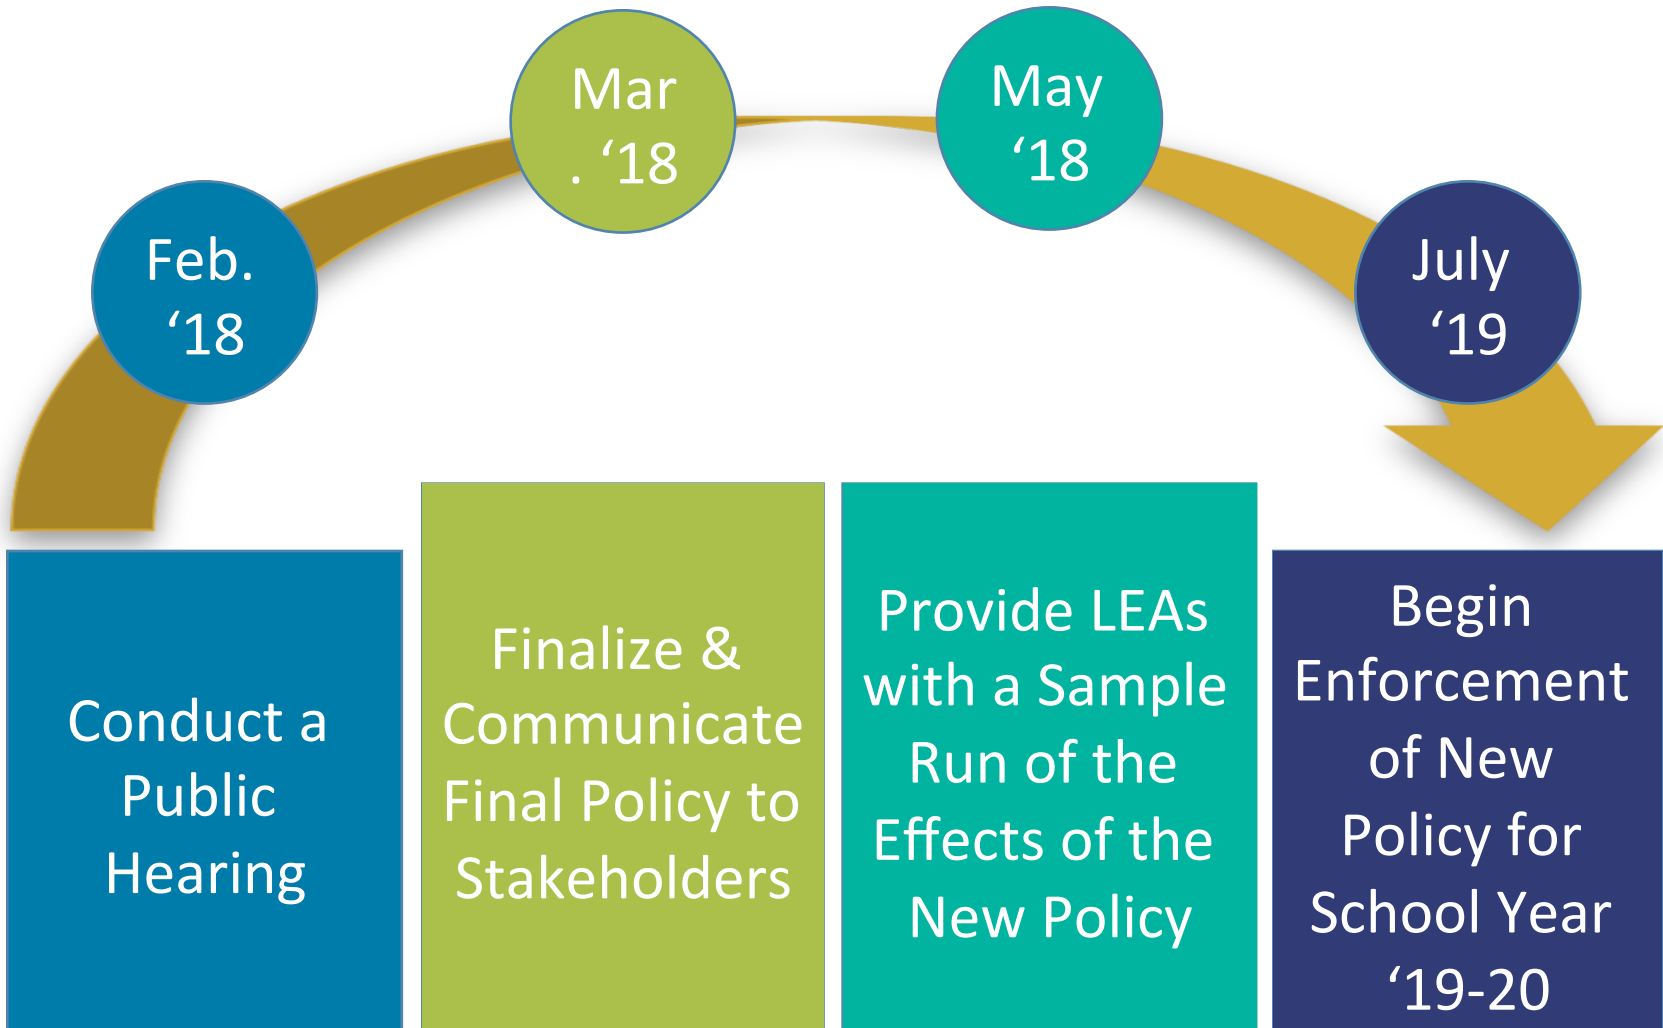 Feb.
‘18
Mar
. ‘18
May
‘18
July
‘19
Conduct a
Public
Hearing
Finalize &
Communicate
Final Policy to
Stakeholders
Provide LEAs
with a Sample
Run of the
Effects of the
New Policy
Begin
Enforcement
of New
Policy for
School Year
‘19-20